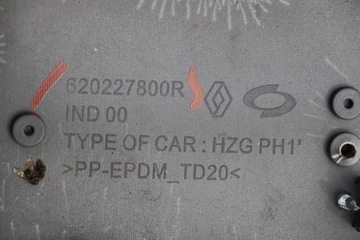 620227800R
IND 00
TYPE OF CAR : HZG PH1'
>PP-EPDM_TD20<